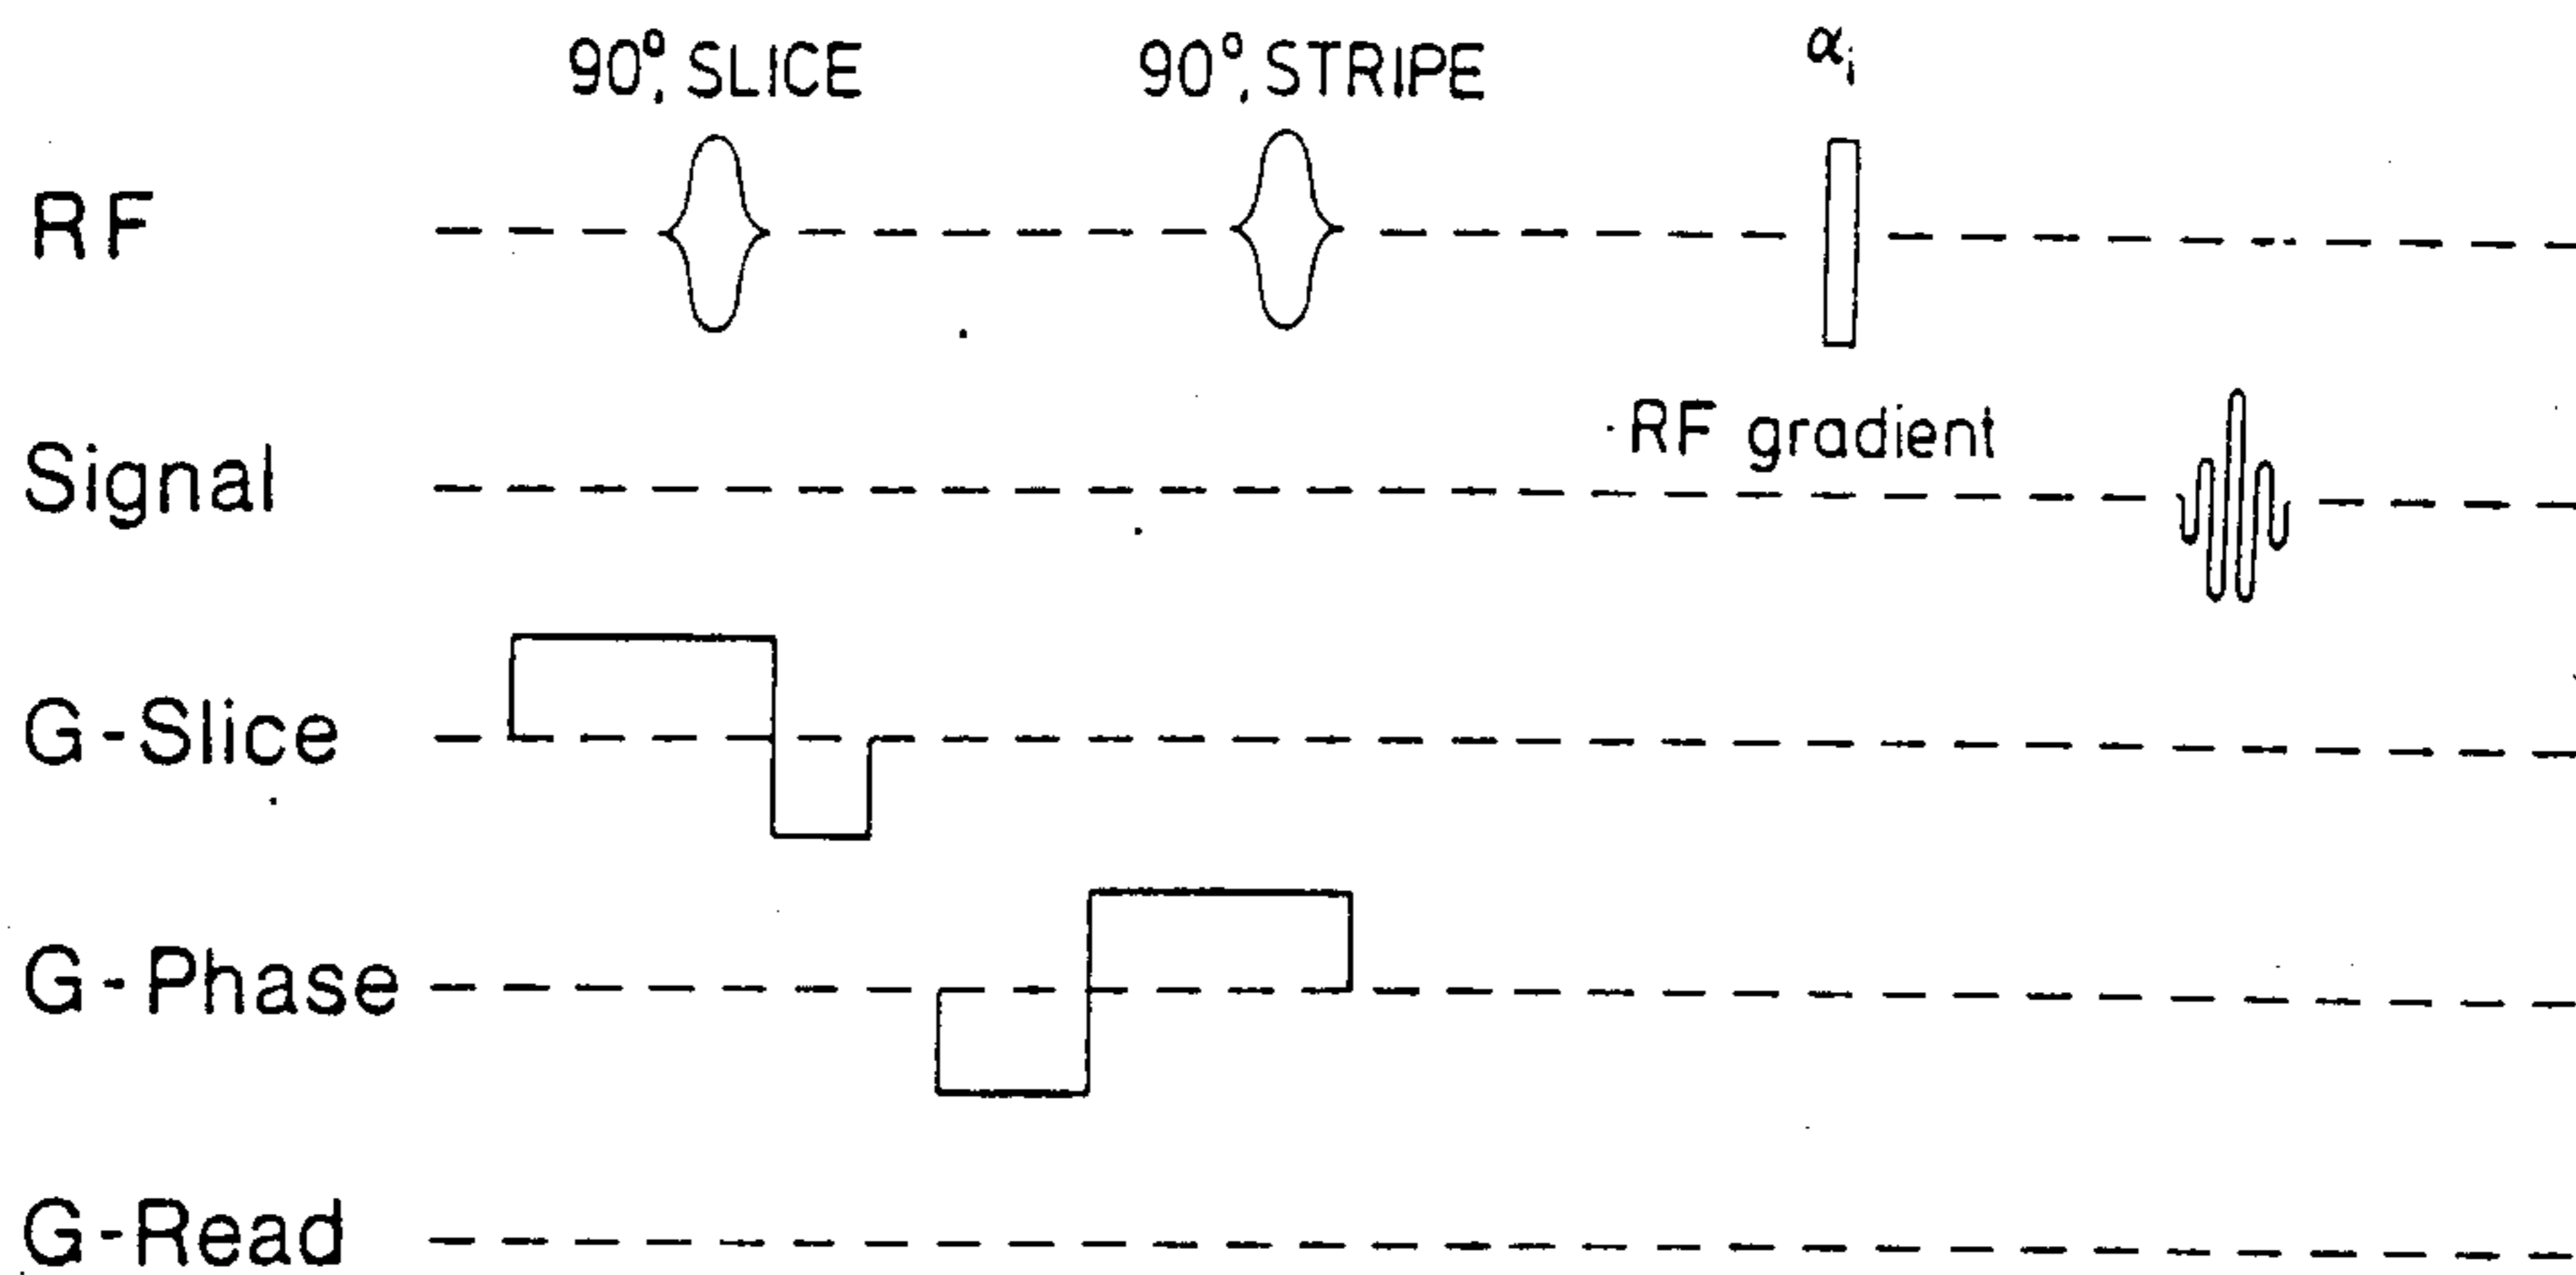 90°, SLICE
90°, STRIPE
αᵢ
RF
RF gradient
Signal
G-Slice
G-Phase
G-Read